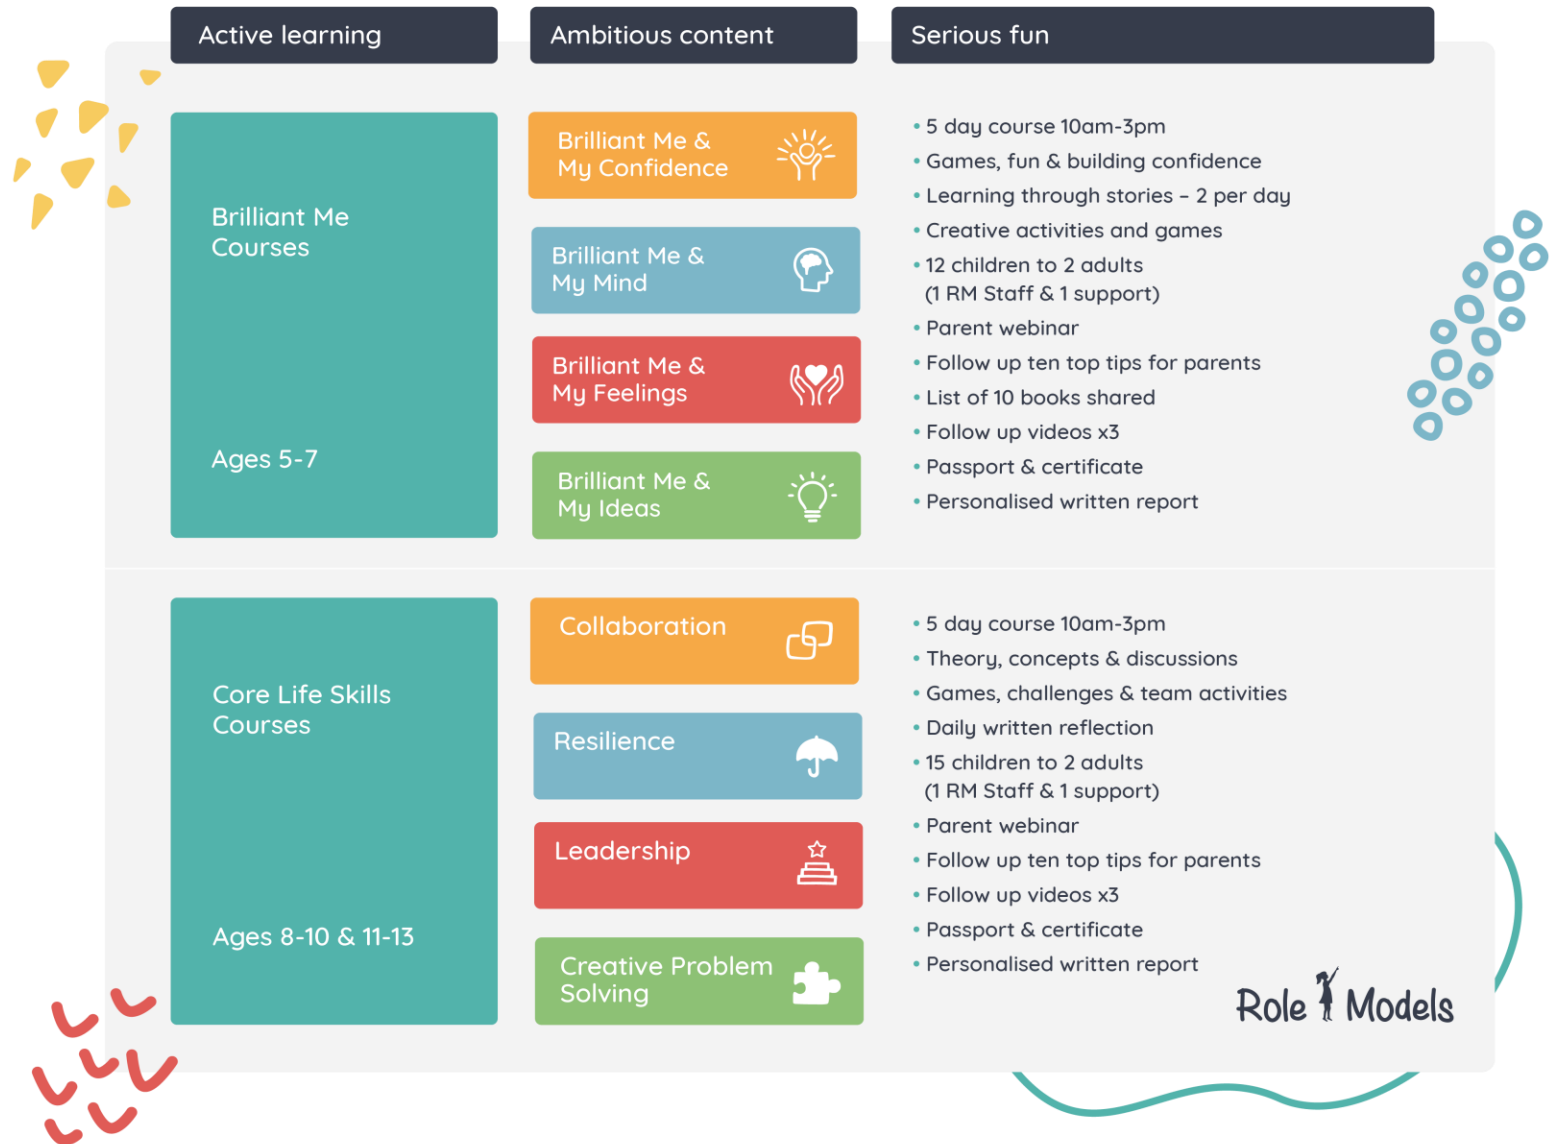 Active learning
Ambitious content
Serious fun
Brilliant Me
Courses
Ages 5-7
Brilliant Me &
My Confidence
Brilliant Me &
My Mind
Brilliant Me &
My Feelings
Brilliant Me &
My Ideas
• 5 day course 10am-3pm
• Games, fun & building confidence
• Learning through stories – 2 per day
• Creative activities and games
• 12 children to 2 adults
(1 RM Staff & 1 support)
• Parent webinar
• Follow up ten top tips for parents
• List of 10 books shared
• Follow up videos x3
• Passport & certificate
• Personalised written report
Core Life Skills
Courses
Ages 8-10 & 11-13
Collaboration
Resilience
Leadership
Creative Problem
Solving
• 5 day course 10am-3pm
• Theory, concepts & discussions
• Games, challenges & team activities
• Daily written reflection
• 15 children to 2 adults
(1 RM Staff & 1 support)
• Parent webinar
• Follow up ten top tips for parents
• Follow up videos x3
• Passport & certificate
• Personalised written report
Role Models